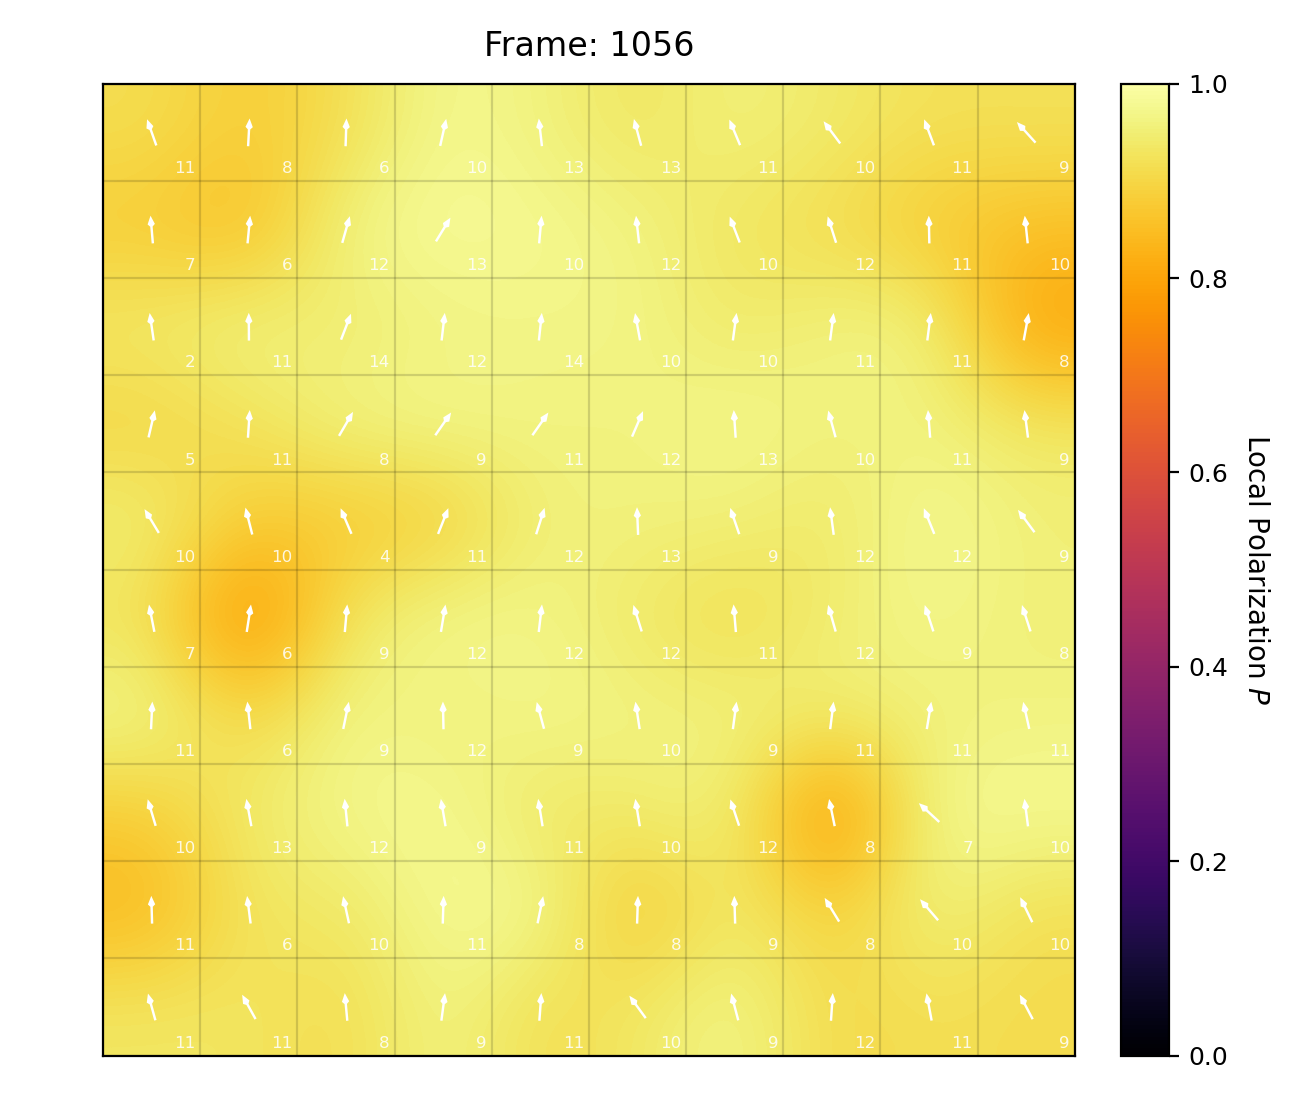 Frame: 1056
11 8 6 10 13 13 11 10 11 9
7 6 12 13 10 12 10 12 11 10
2 11 14 12 14 10 10 11 11 8
5 11 8 9 11 12 13 10 11 9
10 10 4 11 12 13 9 12 12 9
7 6 9 12 12 12 11 12 9 8
11 6 9 12 9 10 9 11 11 11
10 13 12 9 11 10 12 8 7 10
11 6 10 11 8 8 9 8 10 10
11 11 8 9 11 10 9 12 11 9
1.0
0.8
0.6
0.4
0.2
0.0
Local Polarization P